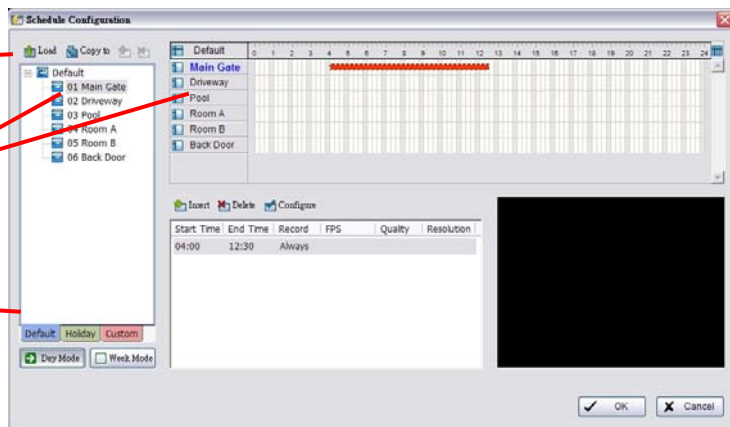 Schedule Configuration
Load Copy to
Default
01 Main Gate
02 Driveway
03 Pool
04 Room A
05 Room B
06 Back Door
Default Holiday Custom
Day Mode Week Mode
Default 0 1 2 3 4 5 6 7 8 9 10 11 12 13 14 15 16 17 18 19 20 21 22 23 24
Main Gate
Driveway
Pool
Room A
Room B
Back Door
Insert Delete Configure
Start Time End Time Record FPS Quality Resolution
04:00 12:30 Always
OK Cancel